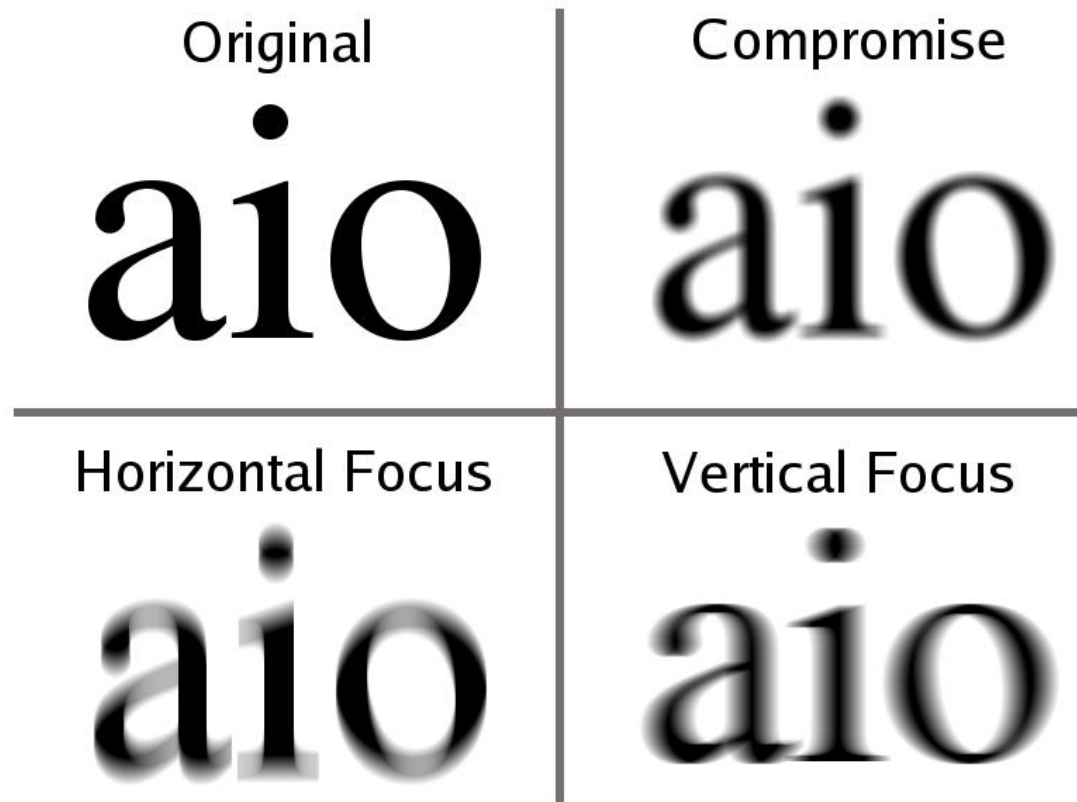 Original
aio
Compromise
aio
Horizontal Focus
aio
Vertical Focus
aio